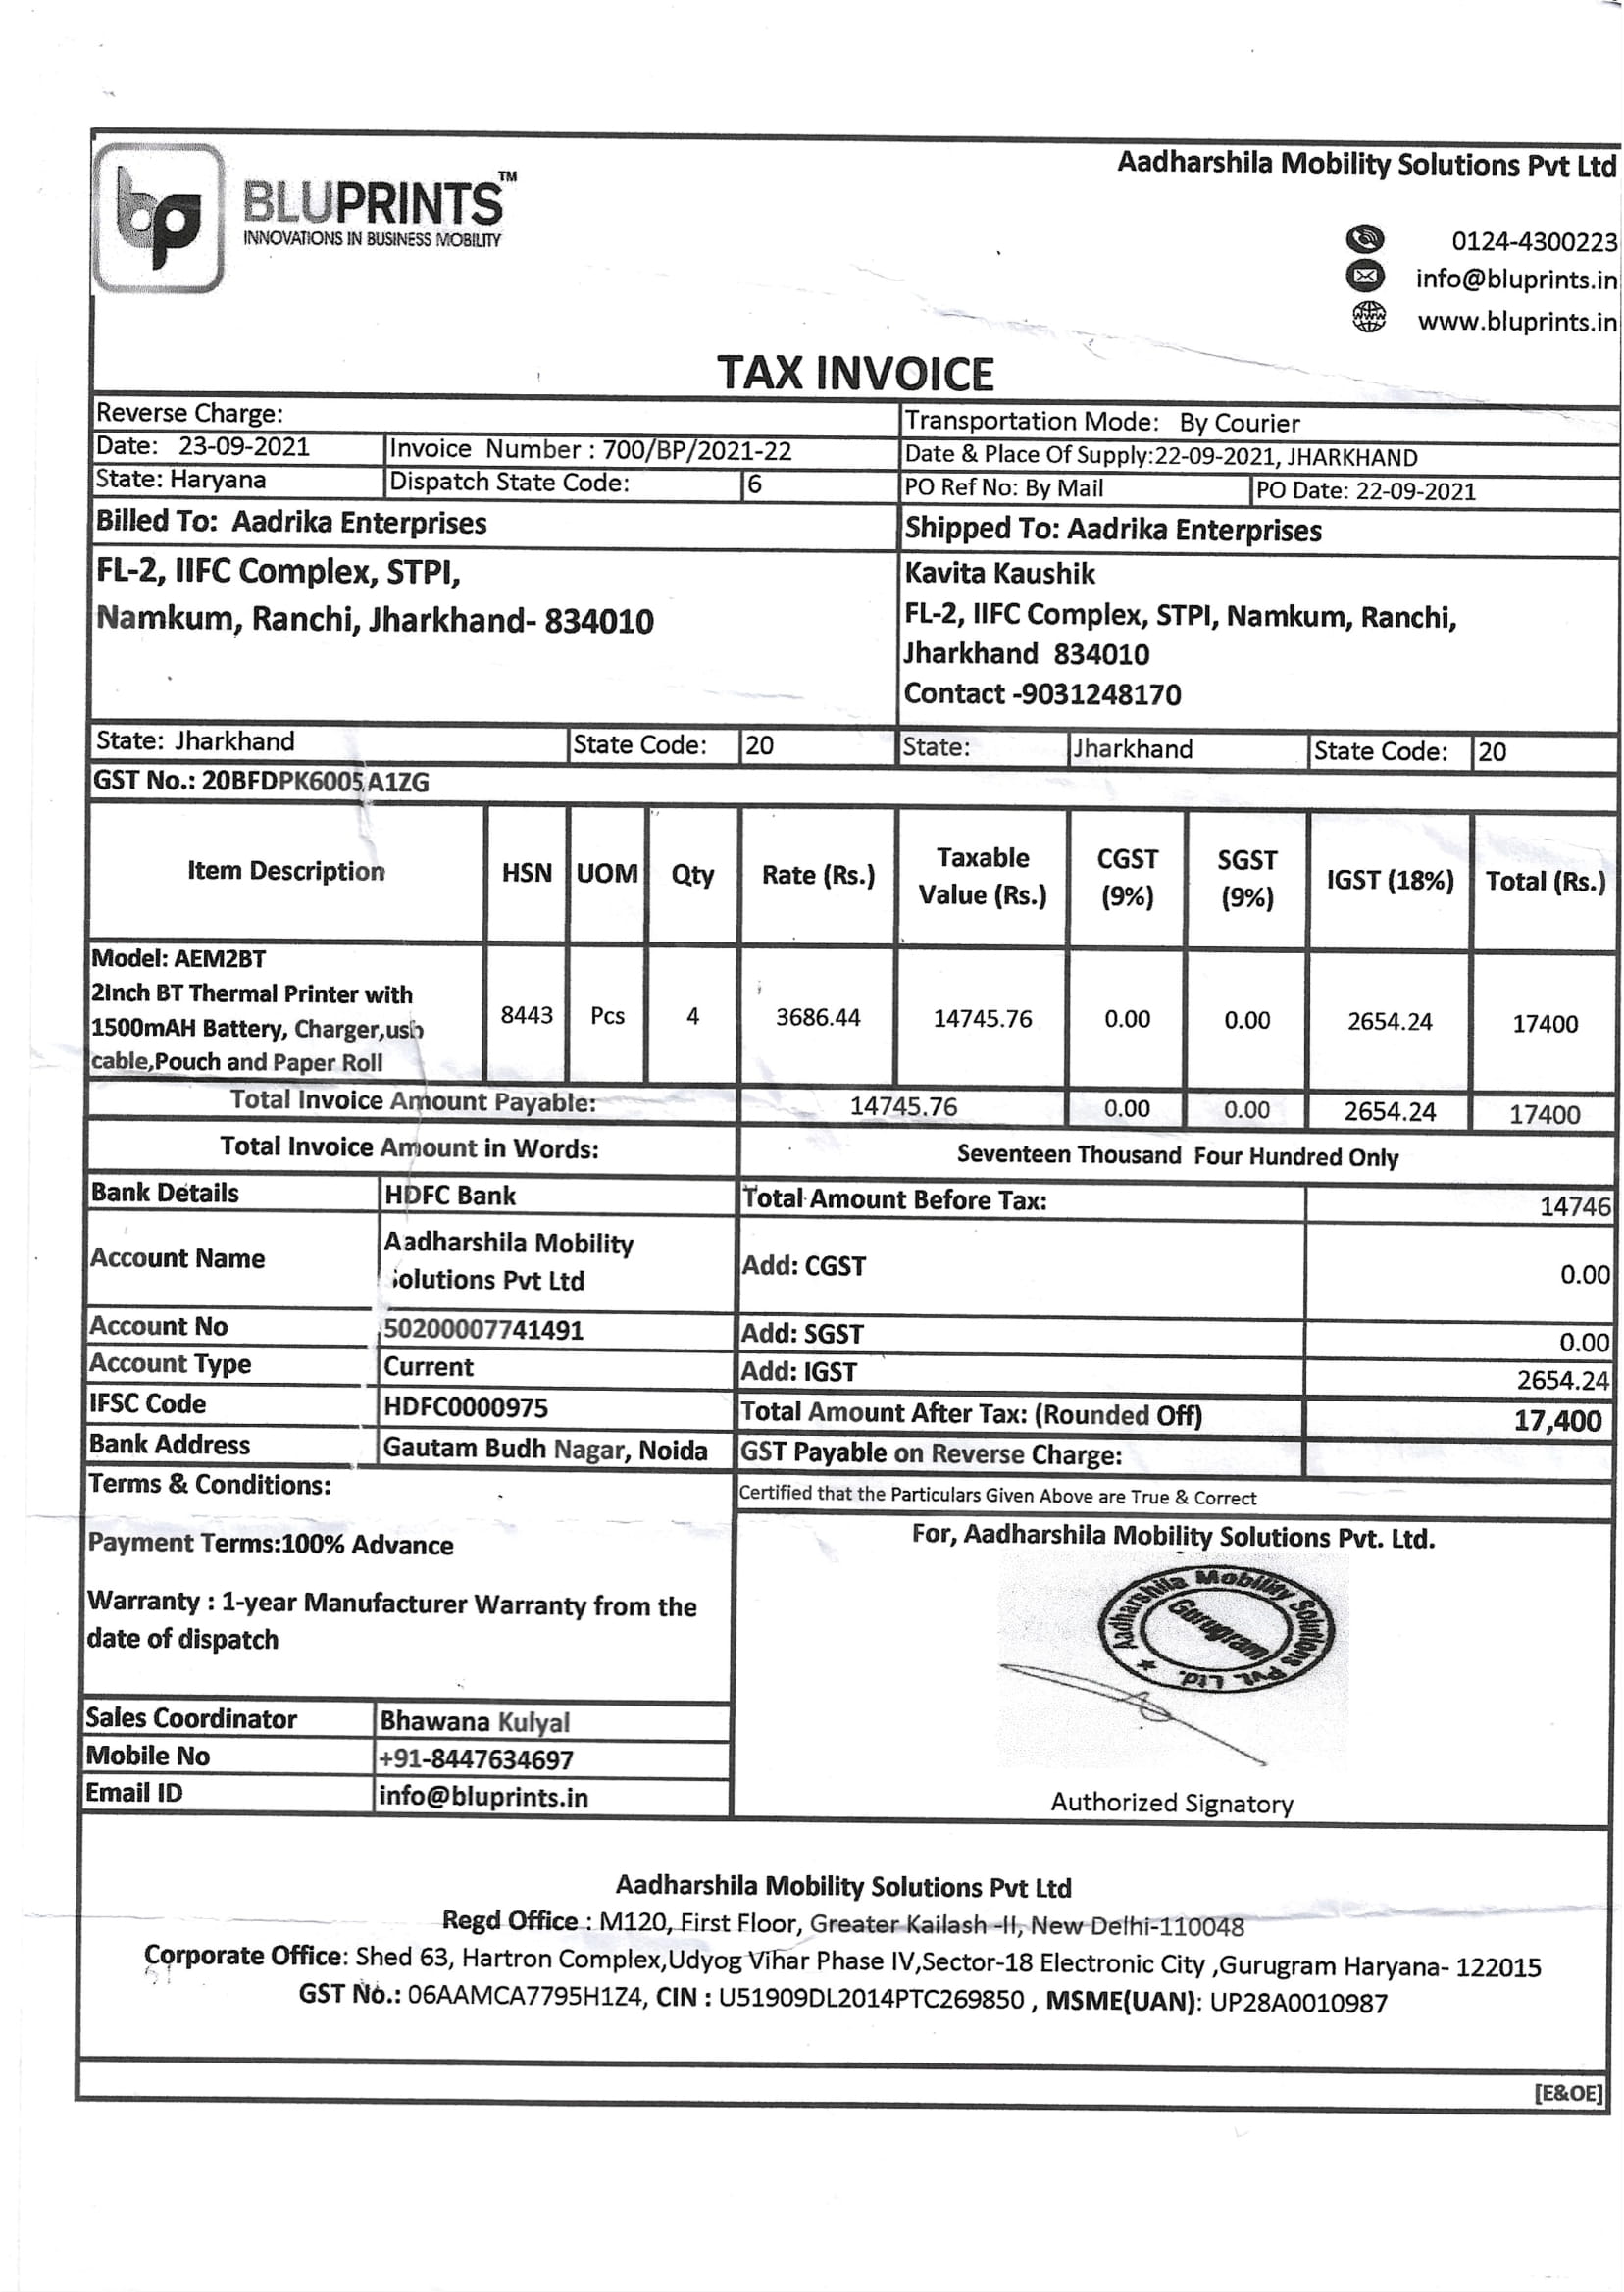 bp BLUPRINTS™
INNOVATIONS IN BUSINESS MOBILITY
Aadharshila Mobility Solutions Pvt Ltd
0124-4300223
info@bluprints.in
www.bluprints.in
TAX INVOICE
Reverse Charge:
Transportation Mode: By Courier
Date: 23-09-2021 Invoice Number : 700/BP/2021-22
Date & Place Of Supply:22-09-2021, JHARKHAND
State: Haryana Dispatch State Code: 6
PO Ref No: By Mail PO Date: 22-09-2021
Billed To: Aadrika Enterprises
FL-2, IIFC Complex, STPI,
Namkum, Ranchi, Jharkhand- 834010
Shipped To: Aadrika Enterprises
Kavita Kaushik
FL-2, IIFC Complex, STPI, Namkum, Ranchi,
Jharkhand 834010
Contact -9031248170
State: Jharkhand State Code: 20 State: Jharkhand State Code: 20
GST No.: 20BFDPK6005A1ZG
Item Description HSN UOM Qty Rate (Rs.) Taxable Value (Rs.) CGST (9%) SGST (9%) IGST (18%) Total (Rs.)
Model: AEM2BT
2Inch BT Thermal Printer with
1500mAH Battery, Charger,usb
cable,Pouch and Paper Roll
8443 Pcs 4 3686.44 14745.76 0.00 0.00 2654.24 17400
Total Invoice Amount Payable: 14745.76 0.00 0.00 2654.24 17400
Total Invoice Amount in Words: Seventeen Thousand Four Hundred Only
Bank Details HDFC Bank Total Amount Before Tax: 14746
Account Name Aadharshila Mobility
Solutions Pvt Ltd
Add: CGST 0.00
Account No 50200007741491 Add: SGST 0.00
Account Type Current Add: IGST 2654.24
IFSC Code HDFC0000975 Total Amount After Tax: (Rounded Off) 17,400
Bank Address Gautam Budh Nagar, Noida GST Payable on Reverse Charge:
Terms & Conditions:
Payment Terms:100% Advance
Warranty : 1-year Manufacturer Warranty from the
date of dispatch
Certified that the Particulars Given Above are True & Correct
For, Aadharshila Mobility Solutions Pvt. Ltd.
Aadharshila Mobility Solutions Pvt. Ltd. ★
Gurugram
Authorized Signatory
Sales Coordinator Bhawana Kulyal
Mobile No +91-8447634697
Email ID info@bluprints.in
Aadharshila Mobility Solutions Pvt Ltd
Regd Office : M120, First Floor, Greater Kailash -II, New Delhi-110048
Corporate Office: Shed 63, Hartron Complex,Udyog Vihar Phase IV,Sector-18 Electronic City ,Gurugram Haryana- 122015
GST No.: 06AAMCA7795H1Z4, CIN : U51909DL2014PTC269850 , MSME(UAN): UP28A0010987
[E&OE]